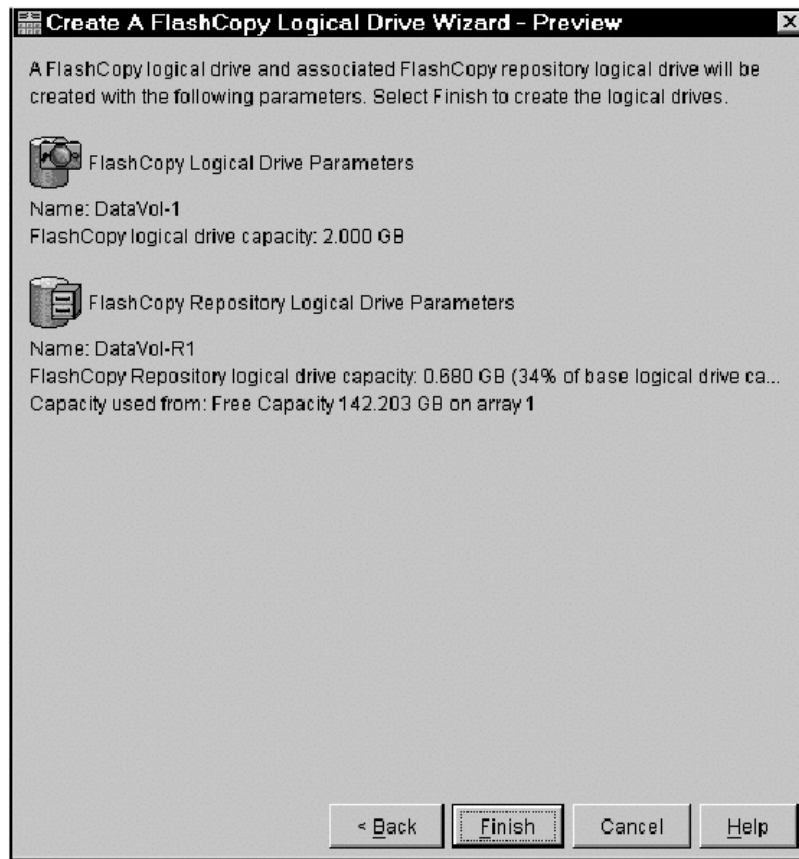 Create A FlashCopy Logical Drive Wizard - Preview
A FlashCopy logical drive and associated FlashCopy repository logical drive will be
created with the following parameters. Select Finish to create the logical drives.
FlashCopy Logical Drive Parameters
Name: DataVol-1
FlashCopy logical drive capacity: 2.000 GB
FlashCopy Repository Logical Drive Parameters
Name: DataVol-R1
FlashCopy Repository logical drive capacity: 0.680 GB (34% of base logical drive ca...
Capacity used from: Free Capacity 142.203 GB on array 1
< Back Finish Cancel Help